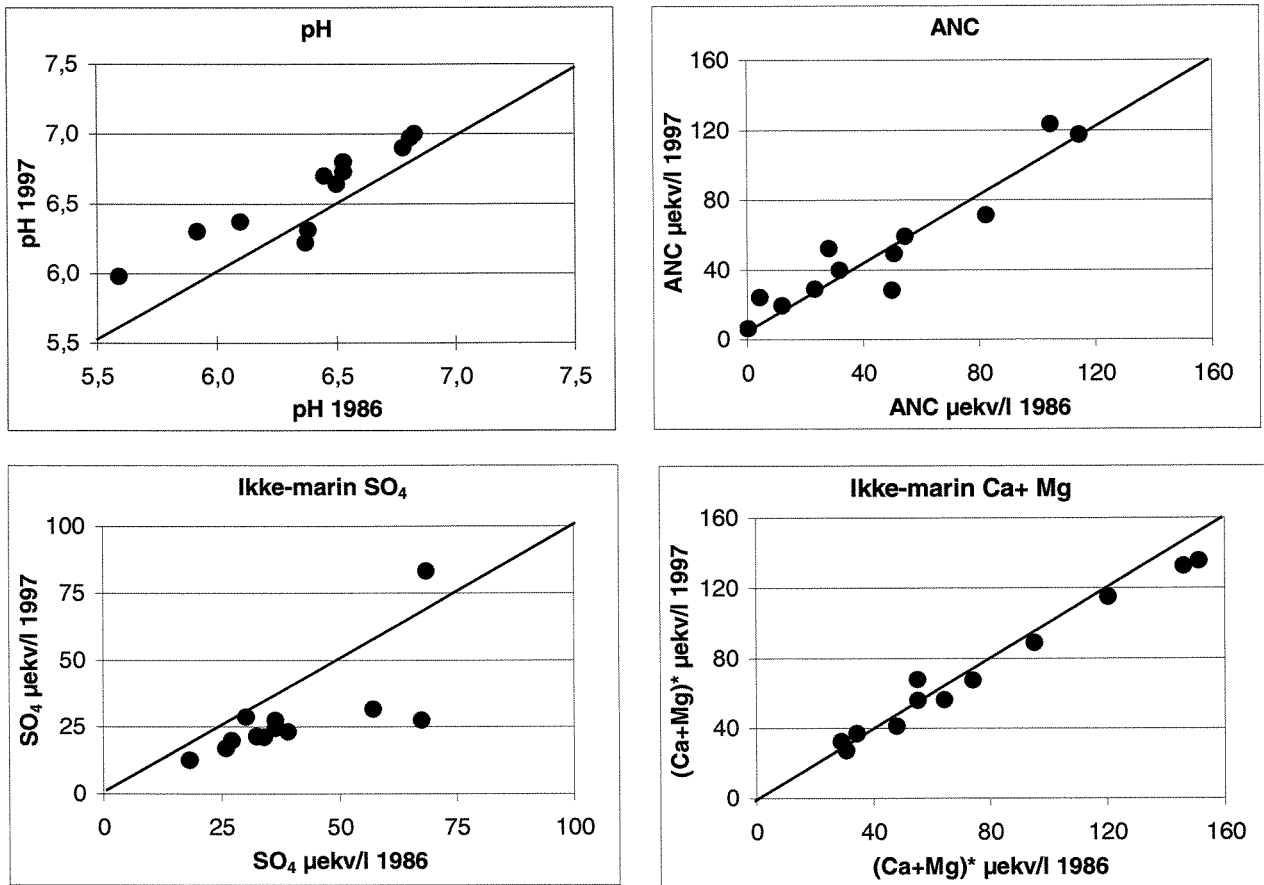 pH
7,5
7,0
6,5
6,0
5,5
5,5 6,0 6,5 7,0 7,5
pH 1997
pH 1986
ANC
160
120
80
40
0
0 40 80 120 160
ANC µekv/l 1997
ANC µekv/l 1986
Ikke-marin SO₄
100
75
50
25
0
0 25 50 75 100
SO₄ µekv/l 1997
SO₄ µekv/l 1986
Ikke-marin Ca+ Mg
160
120
80
40
0
0 40 80 120 160
(Ca+Mg)* µekv/l 1997
(Ca+Mg)* µekv/l 1986